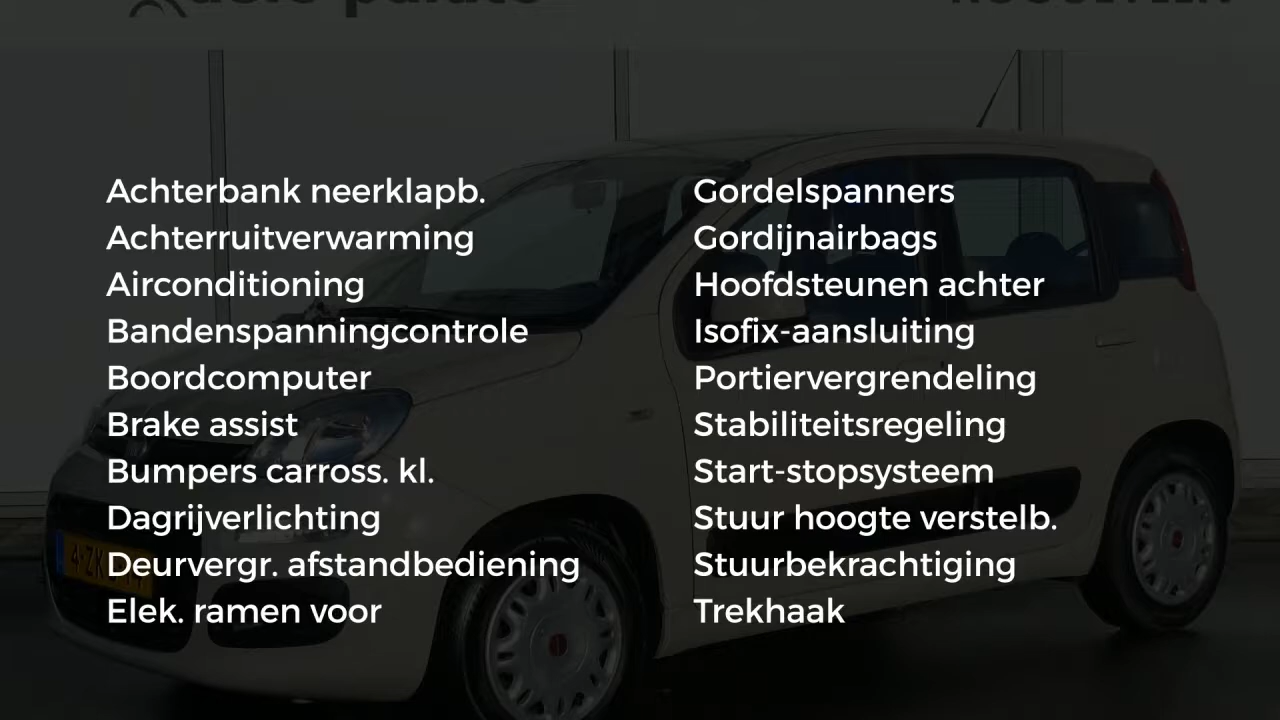 Achterbank neerklapb.
Achterruitverwarming
Airconditioning
Bandenspanningcontrole
Boordcomputer
Brake assist
Bumpers carross. kl.
Dagrijverlichting
Deurvergr. afstandbediening
Elek. ramen voor
Gordelspanners
Gordijnairbags
Hoofdsteunen achter
Isofix-aansluiting
Portiervergrendeling
Stabiliteitsregeling
Start-stopsysteem
Stuur hoogte verstelb.
Stuurbekrachtiging
Trekhaak